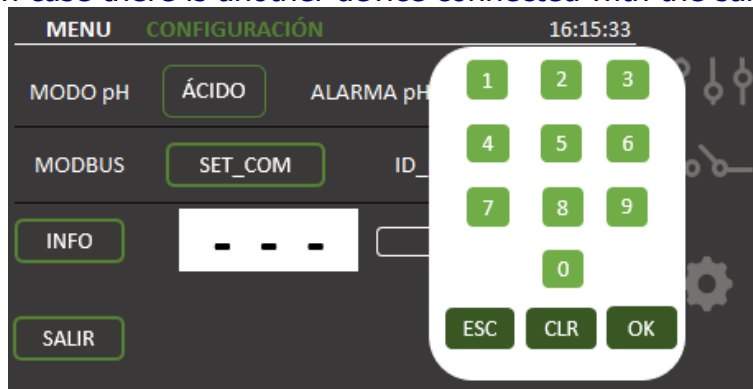 in case there is another device connected with the sa
MENU CONFIGURACIÓN 16:15:33
MODO pH ÁCIDO ALARMA pH
MODBUS SET_COM ID_
INFO - - -
SALIR
1 2 3
4 5 6
7 8 9
0
ESC CLR OK